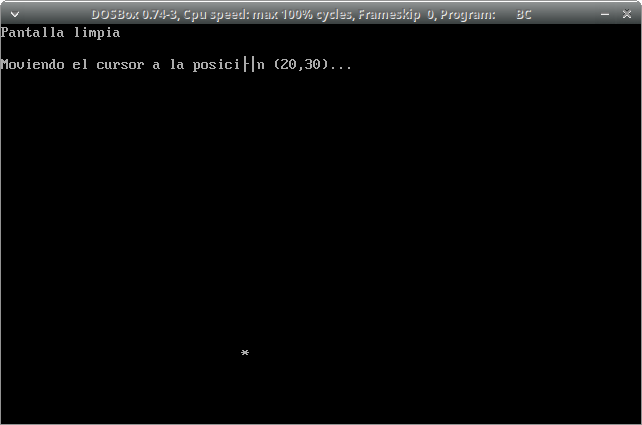 DOSBox 0.74-3, Cpu speed: max 100% cycles, Frameskip 0, Program: BC
Pantalla limpia
Moviendo el cursor a la posici├│n (20,30)...
*